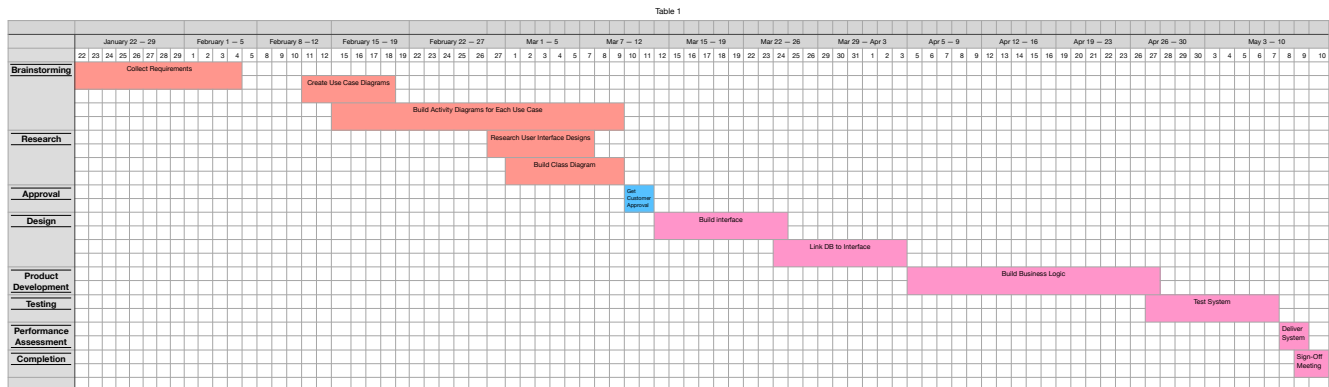 Table 1
January 22 — 29 February 1 — 5 February 8 —12 February 15 — 19 February 22 — 27 Mar 1 — 5 Mar 7 — 12 Mar 15 — 19 Mar 22 — 26 Mar 29 — Apr 3 Apr 5 — 9 Apr 12 — 16 Apr 19 — 23 Apr 26 — 30 May 3 — 10
22 23 24 25 26 27 28 29 1 2 3 4 5 8 9 10 11 12 15 16 17 18 19 22 23 24 25 26 27 1 2 3 4 5 7 8 9 10 11 12 15 16 17 18 19 22 23 24 25 26 29 30 31 1 2 3 5 6 7 8 9 12 13 14 15 16 19 20 21 22 23 26 27 28 29 30 3 4 5 6 7 8 9 10
Brainstorming Collect Requirements
Create Use Case Diagrams
Build Activity Diagrams for Each Use Case
Research Research User Interface Designs
Build Class Diagram
Approval
Get
Customer
Approval
Design Build interface
Link DB to Interface
Product
Development
Build Business Logic
Testing Test System
Performance
Assessment
Deliver
System
Completion
Sign-Off
Meeting